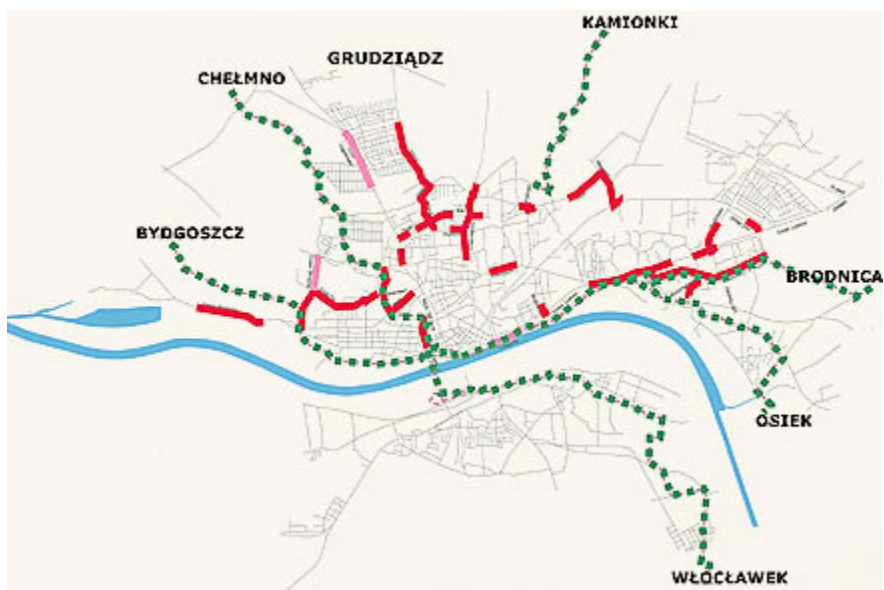 KAMIONKI
GRUDZIĄDZ
CHEŁMNO
BYDGOSZCZ
BRODNICA
OSIEK
WŁOCŁAWEK